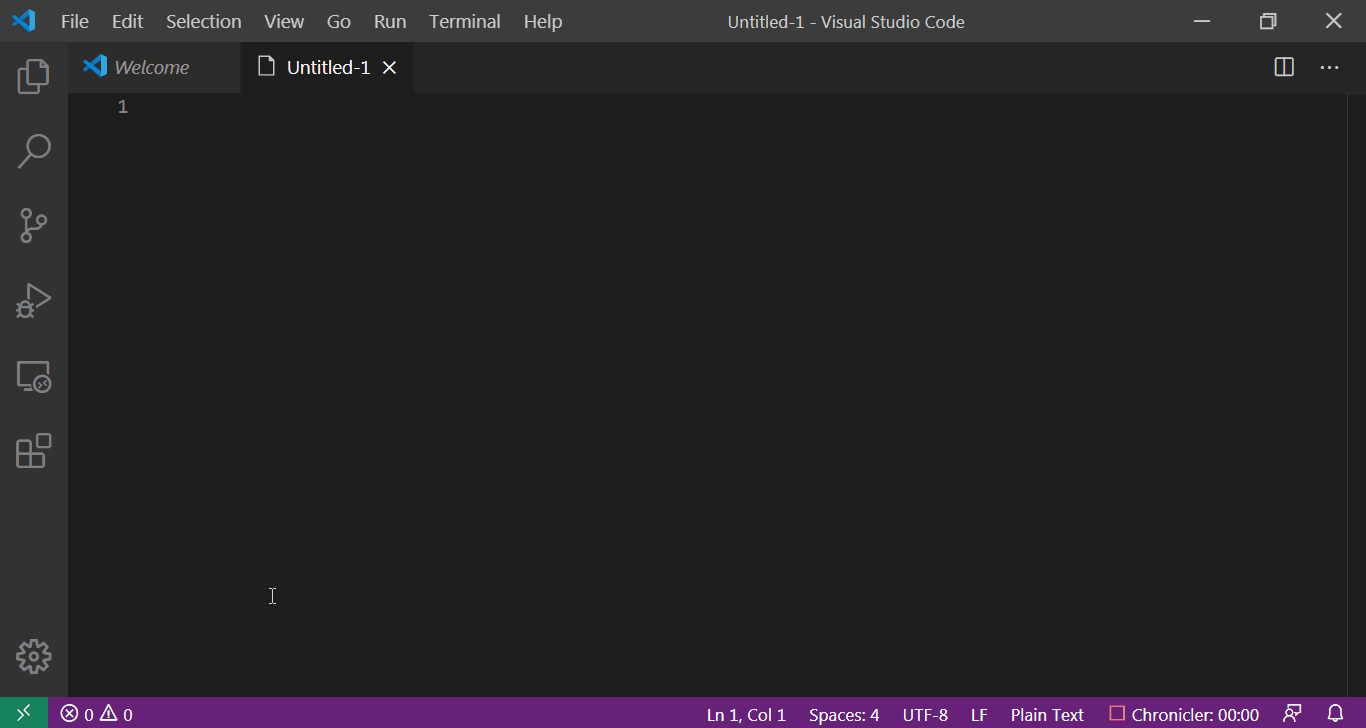 File Edit Selection View Go Run Terminal Help Untitled-1 - Visual Studio Code
Welcome Untitled-1
1
0 0 Ln 1, Col 1 Spaces: 4 UTF-8 LF Plain Text Chronicler: 00:00